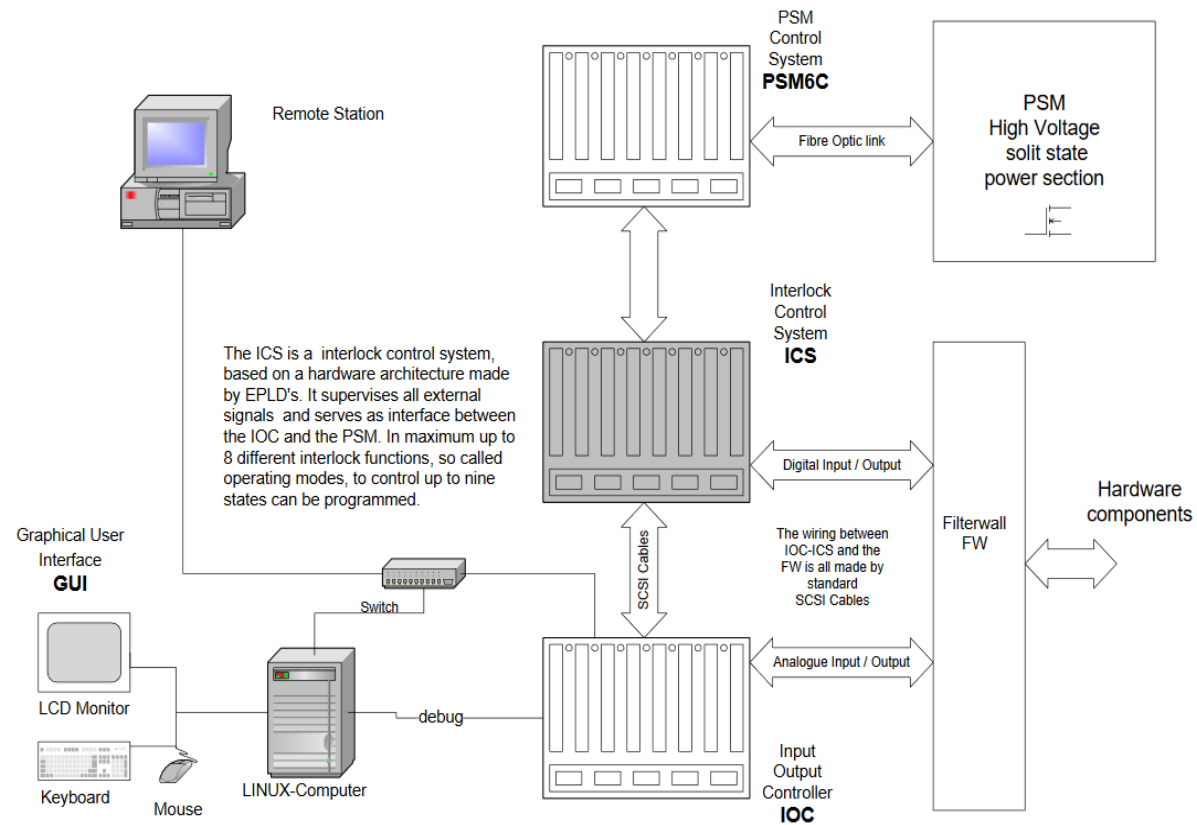 PSM
Control
System
PSM6C
Remote Station
Fibre Optic link
PSM
High Voltage
solit state
power section
Interlock
Control
System
ICS
The ICS is a interlock control system,
based on a hardware architecture made
by EPLD's. It supervises all external
signals and serves as interface between
the IOC and the PSM. In maximum up to
8 different interlock functions, so called
operating modes, to control up to nine
states can be programmed.
Digital Input / Output
Hardware
components
Filterwall
FW
The wiring between
IOC-ICS and the
FW is all made by
standard
SCSI Cables
SCSI Cables
Graphical User
Interface
GUI
Switch
Analogue Input / Output
LCD Monitor
debug
Input
Output
Controller
IOC
LINUX-Computer
Keyboard
Mouse